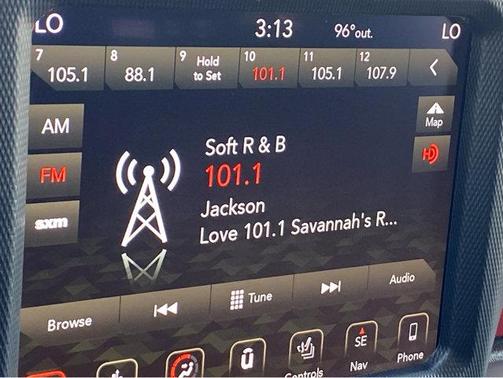 LO 3:13 96°out. LO
7 8 9 Hold 10 11 12
105.1 88.1 to Set 101.1 105.1 107.9
AM Map
Soft R & B
FM 101.1 HD
Jackson
sxm Love 101.1 Savannah's R...
Browse Tune Audio
Controls SE Nav Phone